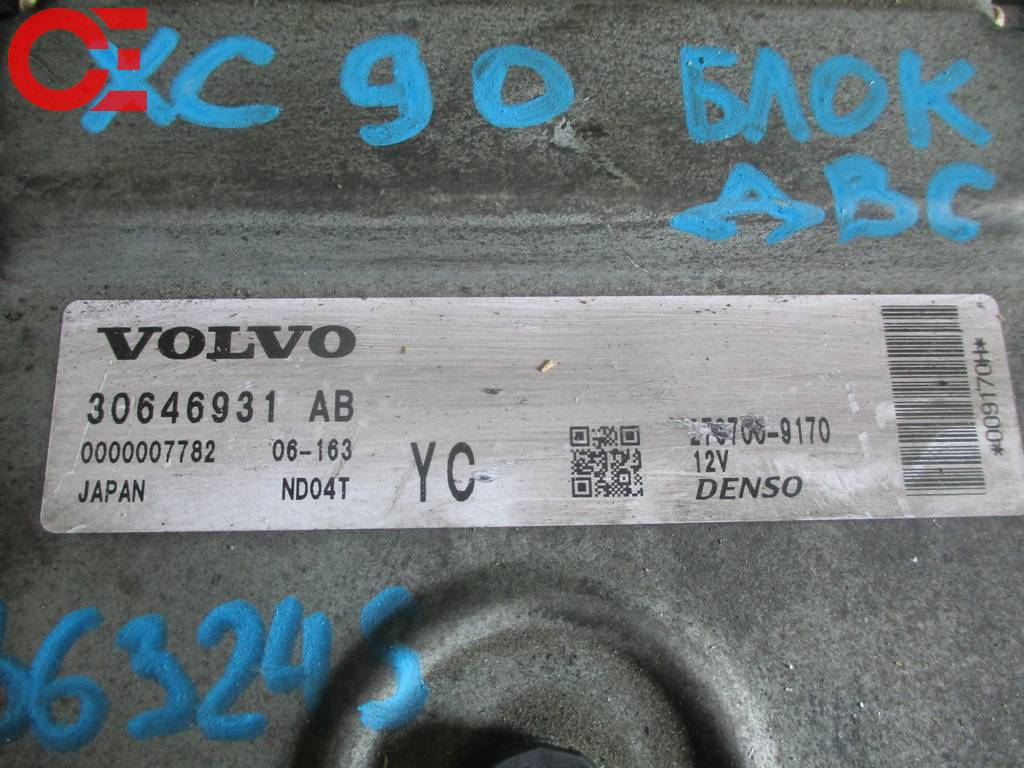 XC 90 БЛОК
ABC
VOLVO
30646931 AB
0000007782 06-163
JAPAN ND04T
YC
12V
DENSO
*009170H*
63245